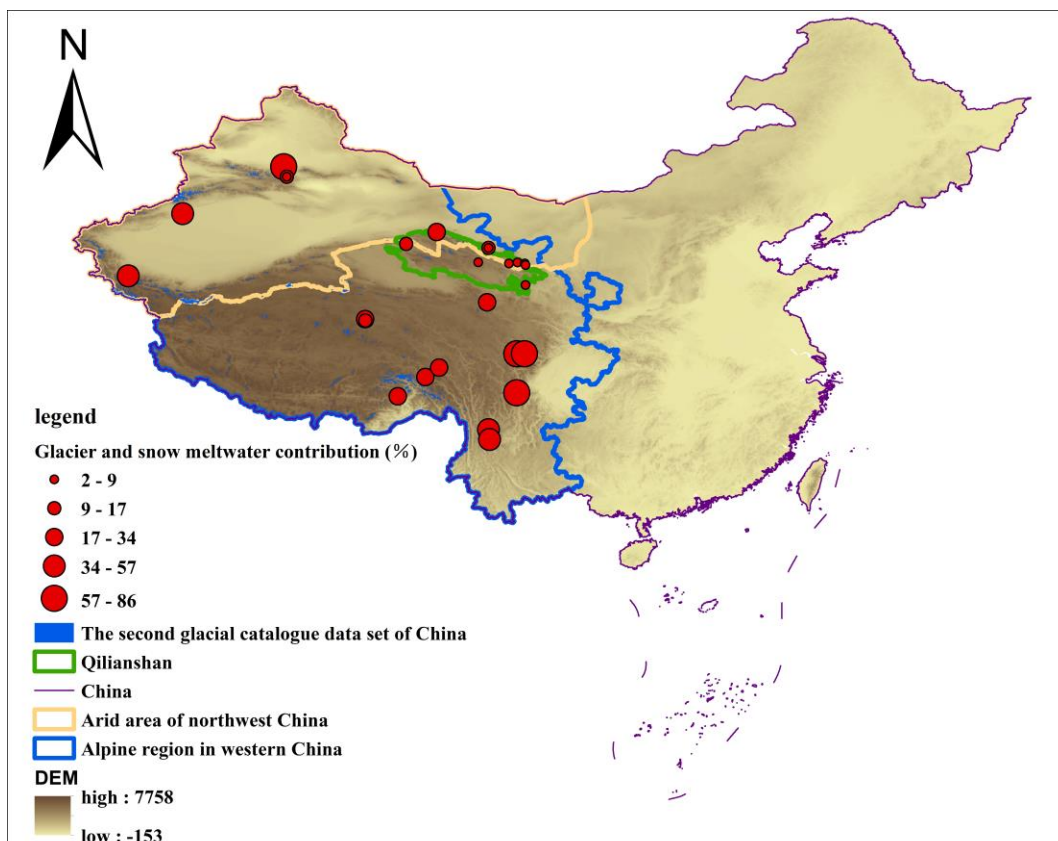 N
legend
Glacier and snow meltwater contribution (%)
2 - 9
9 - 17
17 - 34
34 - 57
57 - 86
The second glacial catalogue data set of China
Qilianshan
China
Arid area of northwest China
Alpine region in western China
DEM
high : 7758
low : -153